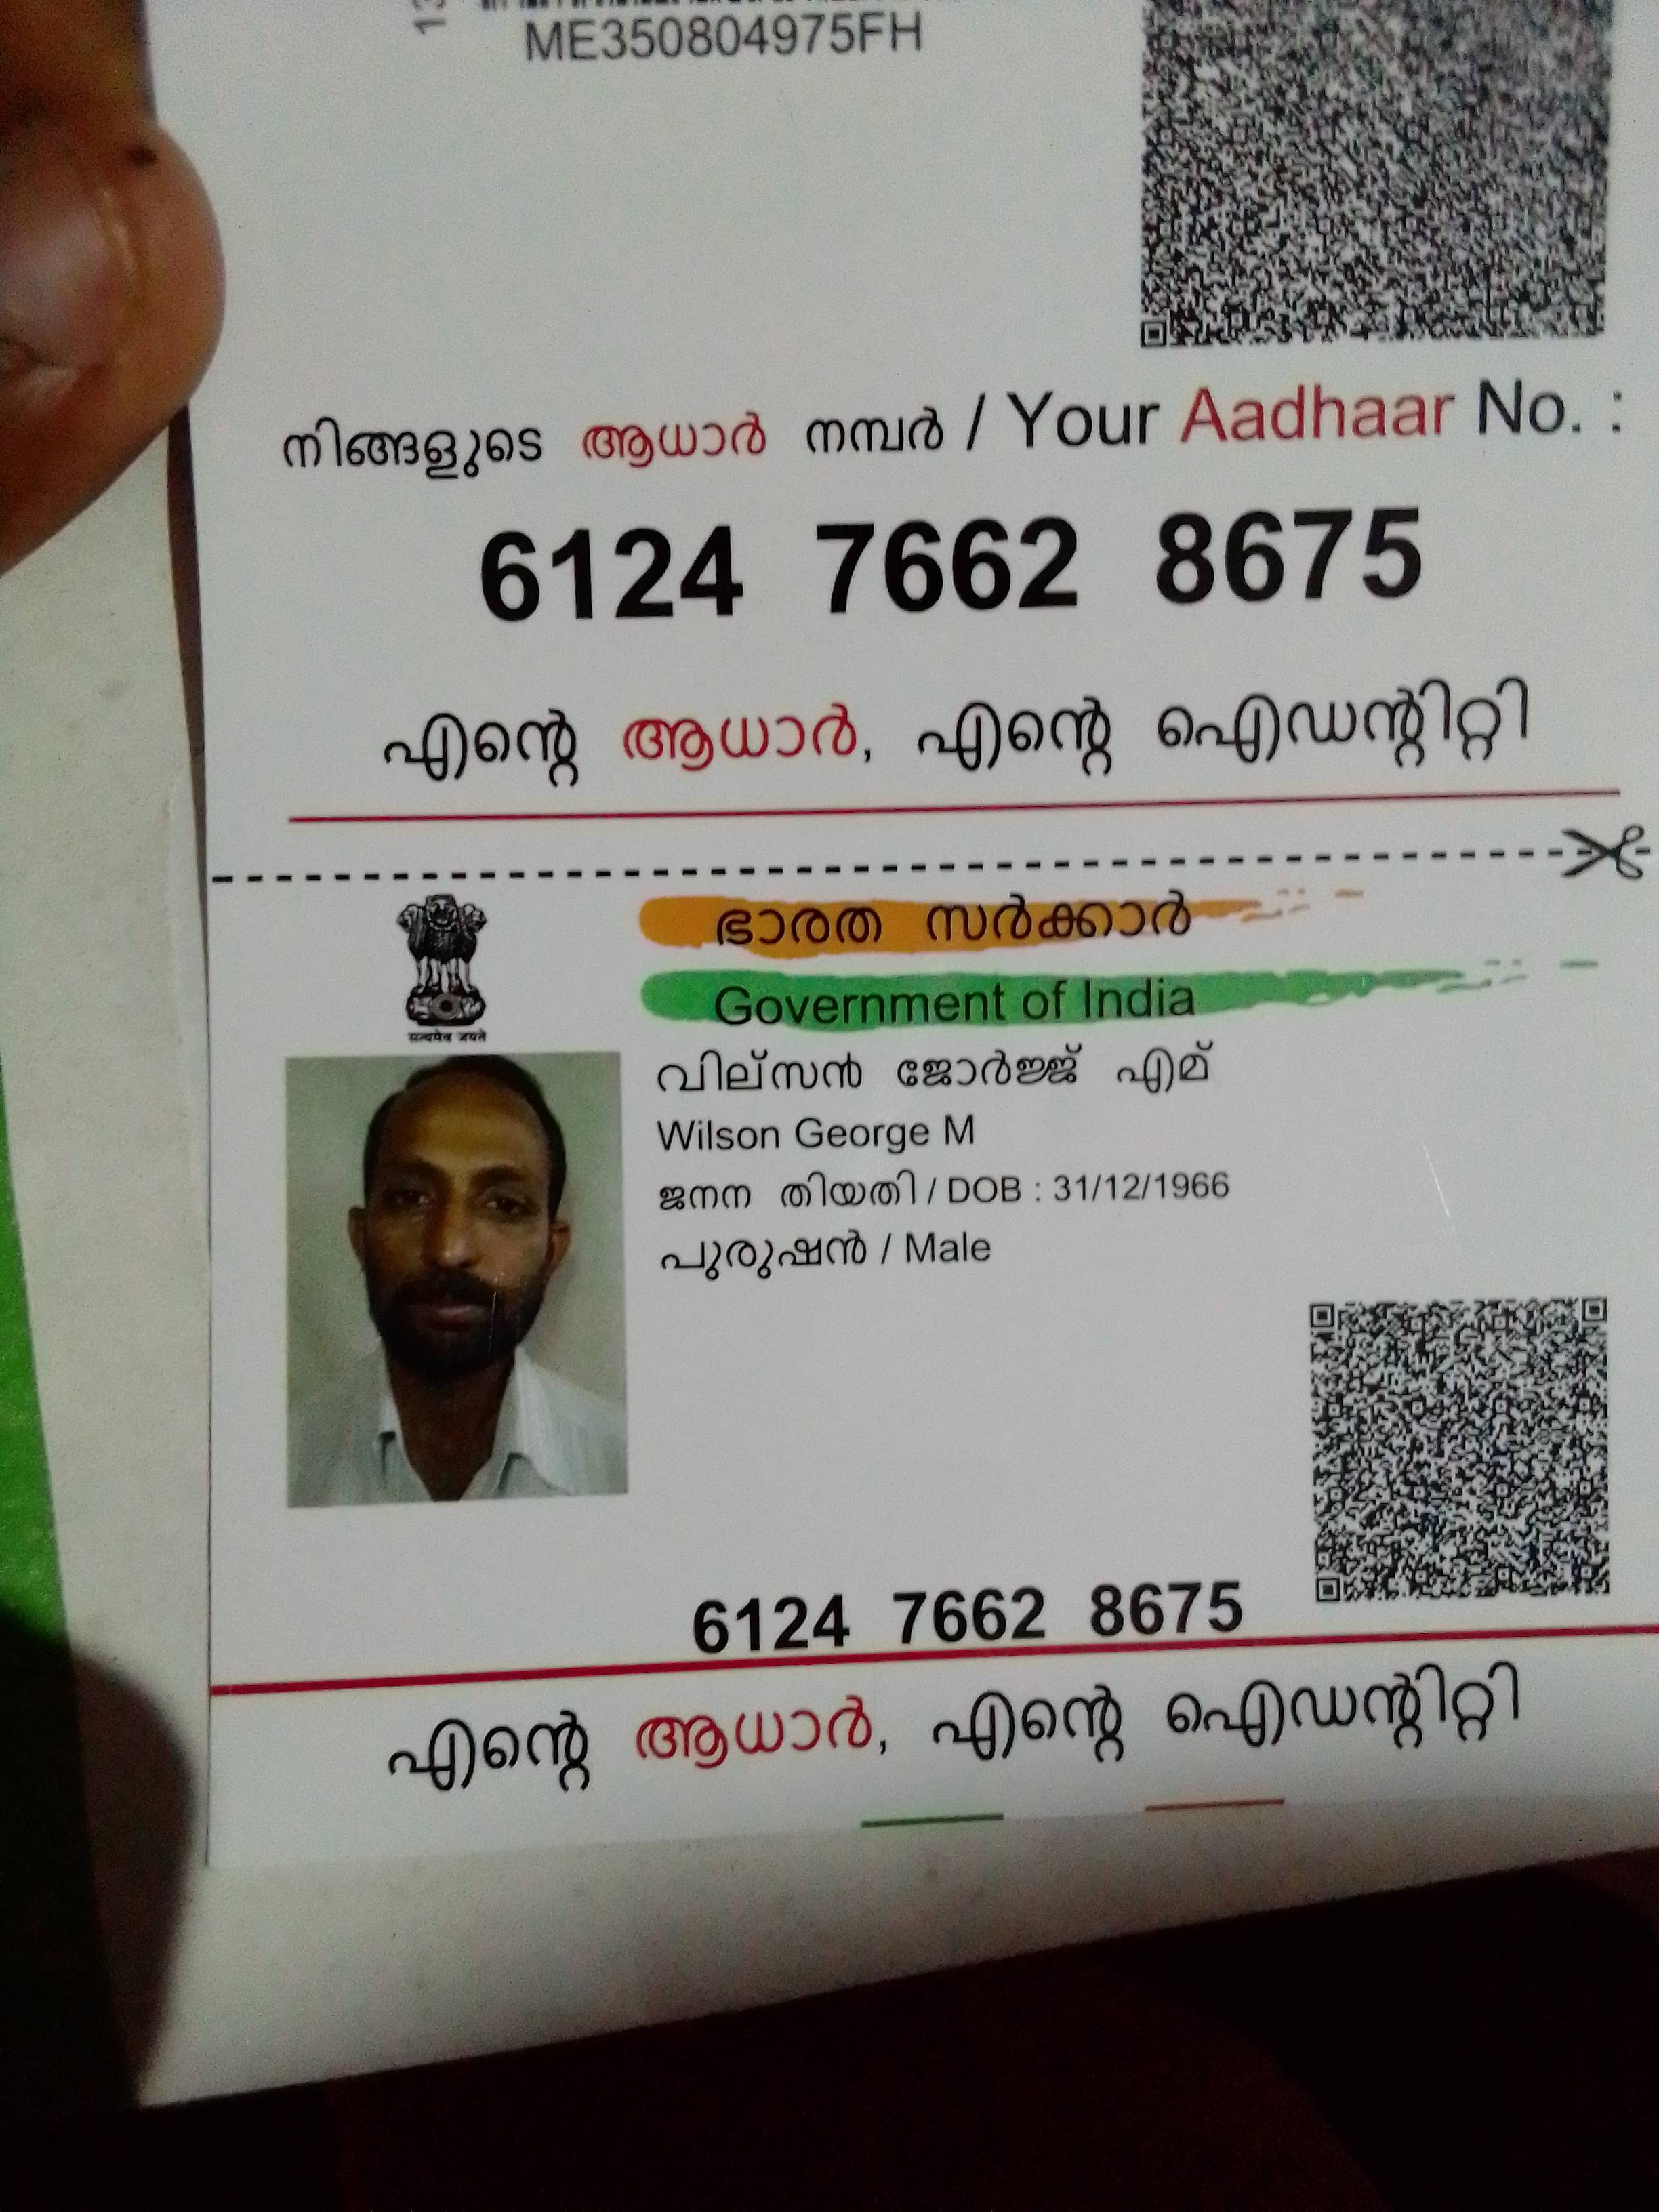 ME350804975FH
നിങ്ങളുടെ ആധാർ നമ്പർ / Your Aadhaar No. :
6124 7662 8675
എന്റെ ആധാർ, എന്റെ ഐഡന്റിറ്റി
ഭാരത സർക്കാർ
Government of India
सत्यमेव जयते
വില്സൻ ജോർജ്ജ് എമ്
Wilson George M
ജനന തിയതി / DOB : 31/12/1966
പുരുഷൻ / Male
6124 7662 8675
എന്റെ ആധാർ, എന്റെ ഐഡന്റിറ്റി